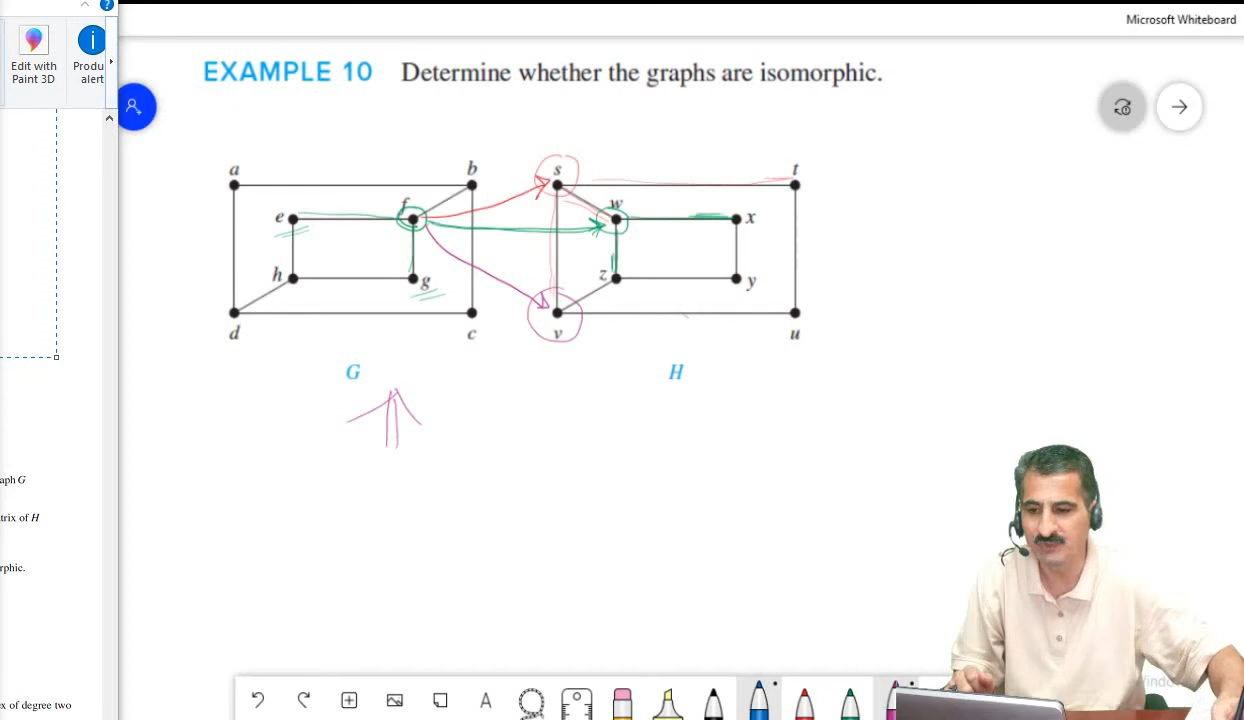 Microsoft Whiteboard
Edit with
Paint 3D
Produ
alert
EXAMPLE 10 Determine whether the graphs are isomorphic.
a b s t
e f w x
h g z y
d c v u
G H
aph G
trix of H
rphic.
x of degree two